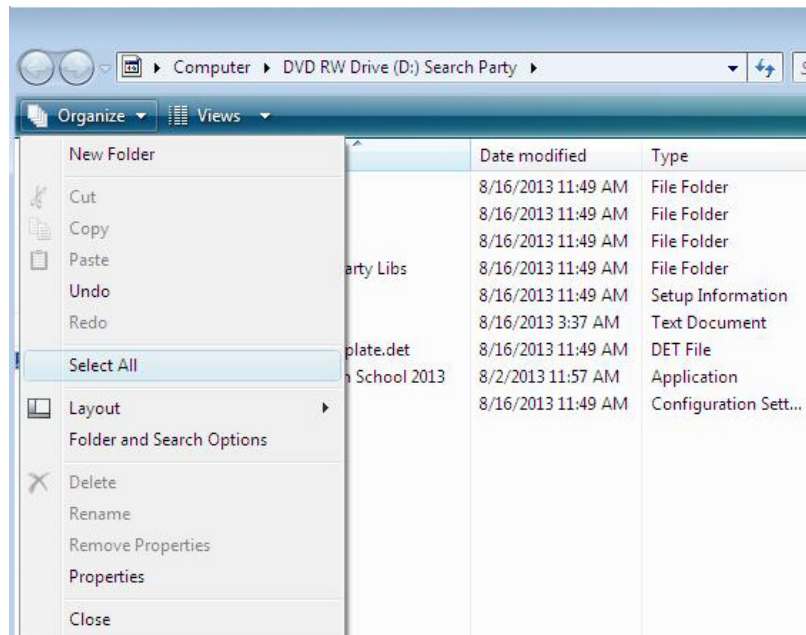 Computer DVD RW Drive (D:) Search Party
Organize Views
New Folder
Cut
Copy
Paste
Undo
Redo
Select All
Layout
Folder and Search Options
Delete
Rename
Remove Properties
Properties
Close
Date modified Type
8/16/2013 11:49 AM File Folder
8/16/2013 11:49 AM File Folder
8/16/2013 11:49 AM File Folder
arty Libs 8/16/2013 11:49 AM File Folder
8/16/2013 11:49 AM Setup Information
8/16/2013 3:37 AM Text Document
plate.det 8/16/2013 11:49 AM DET File
School 2013 8/2/2013 11:57 AM Application
8/16/2013 11:49 AM Configuration Sett...